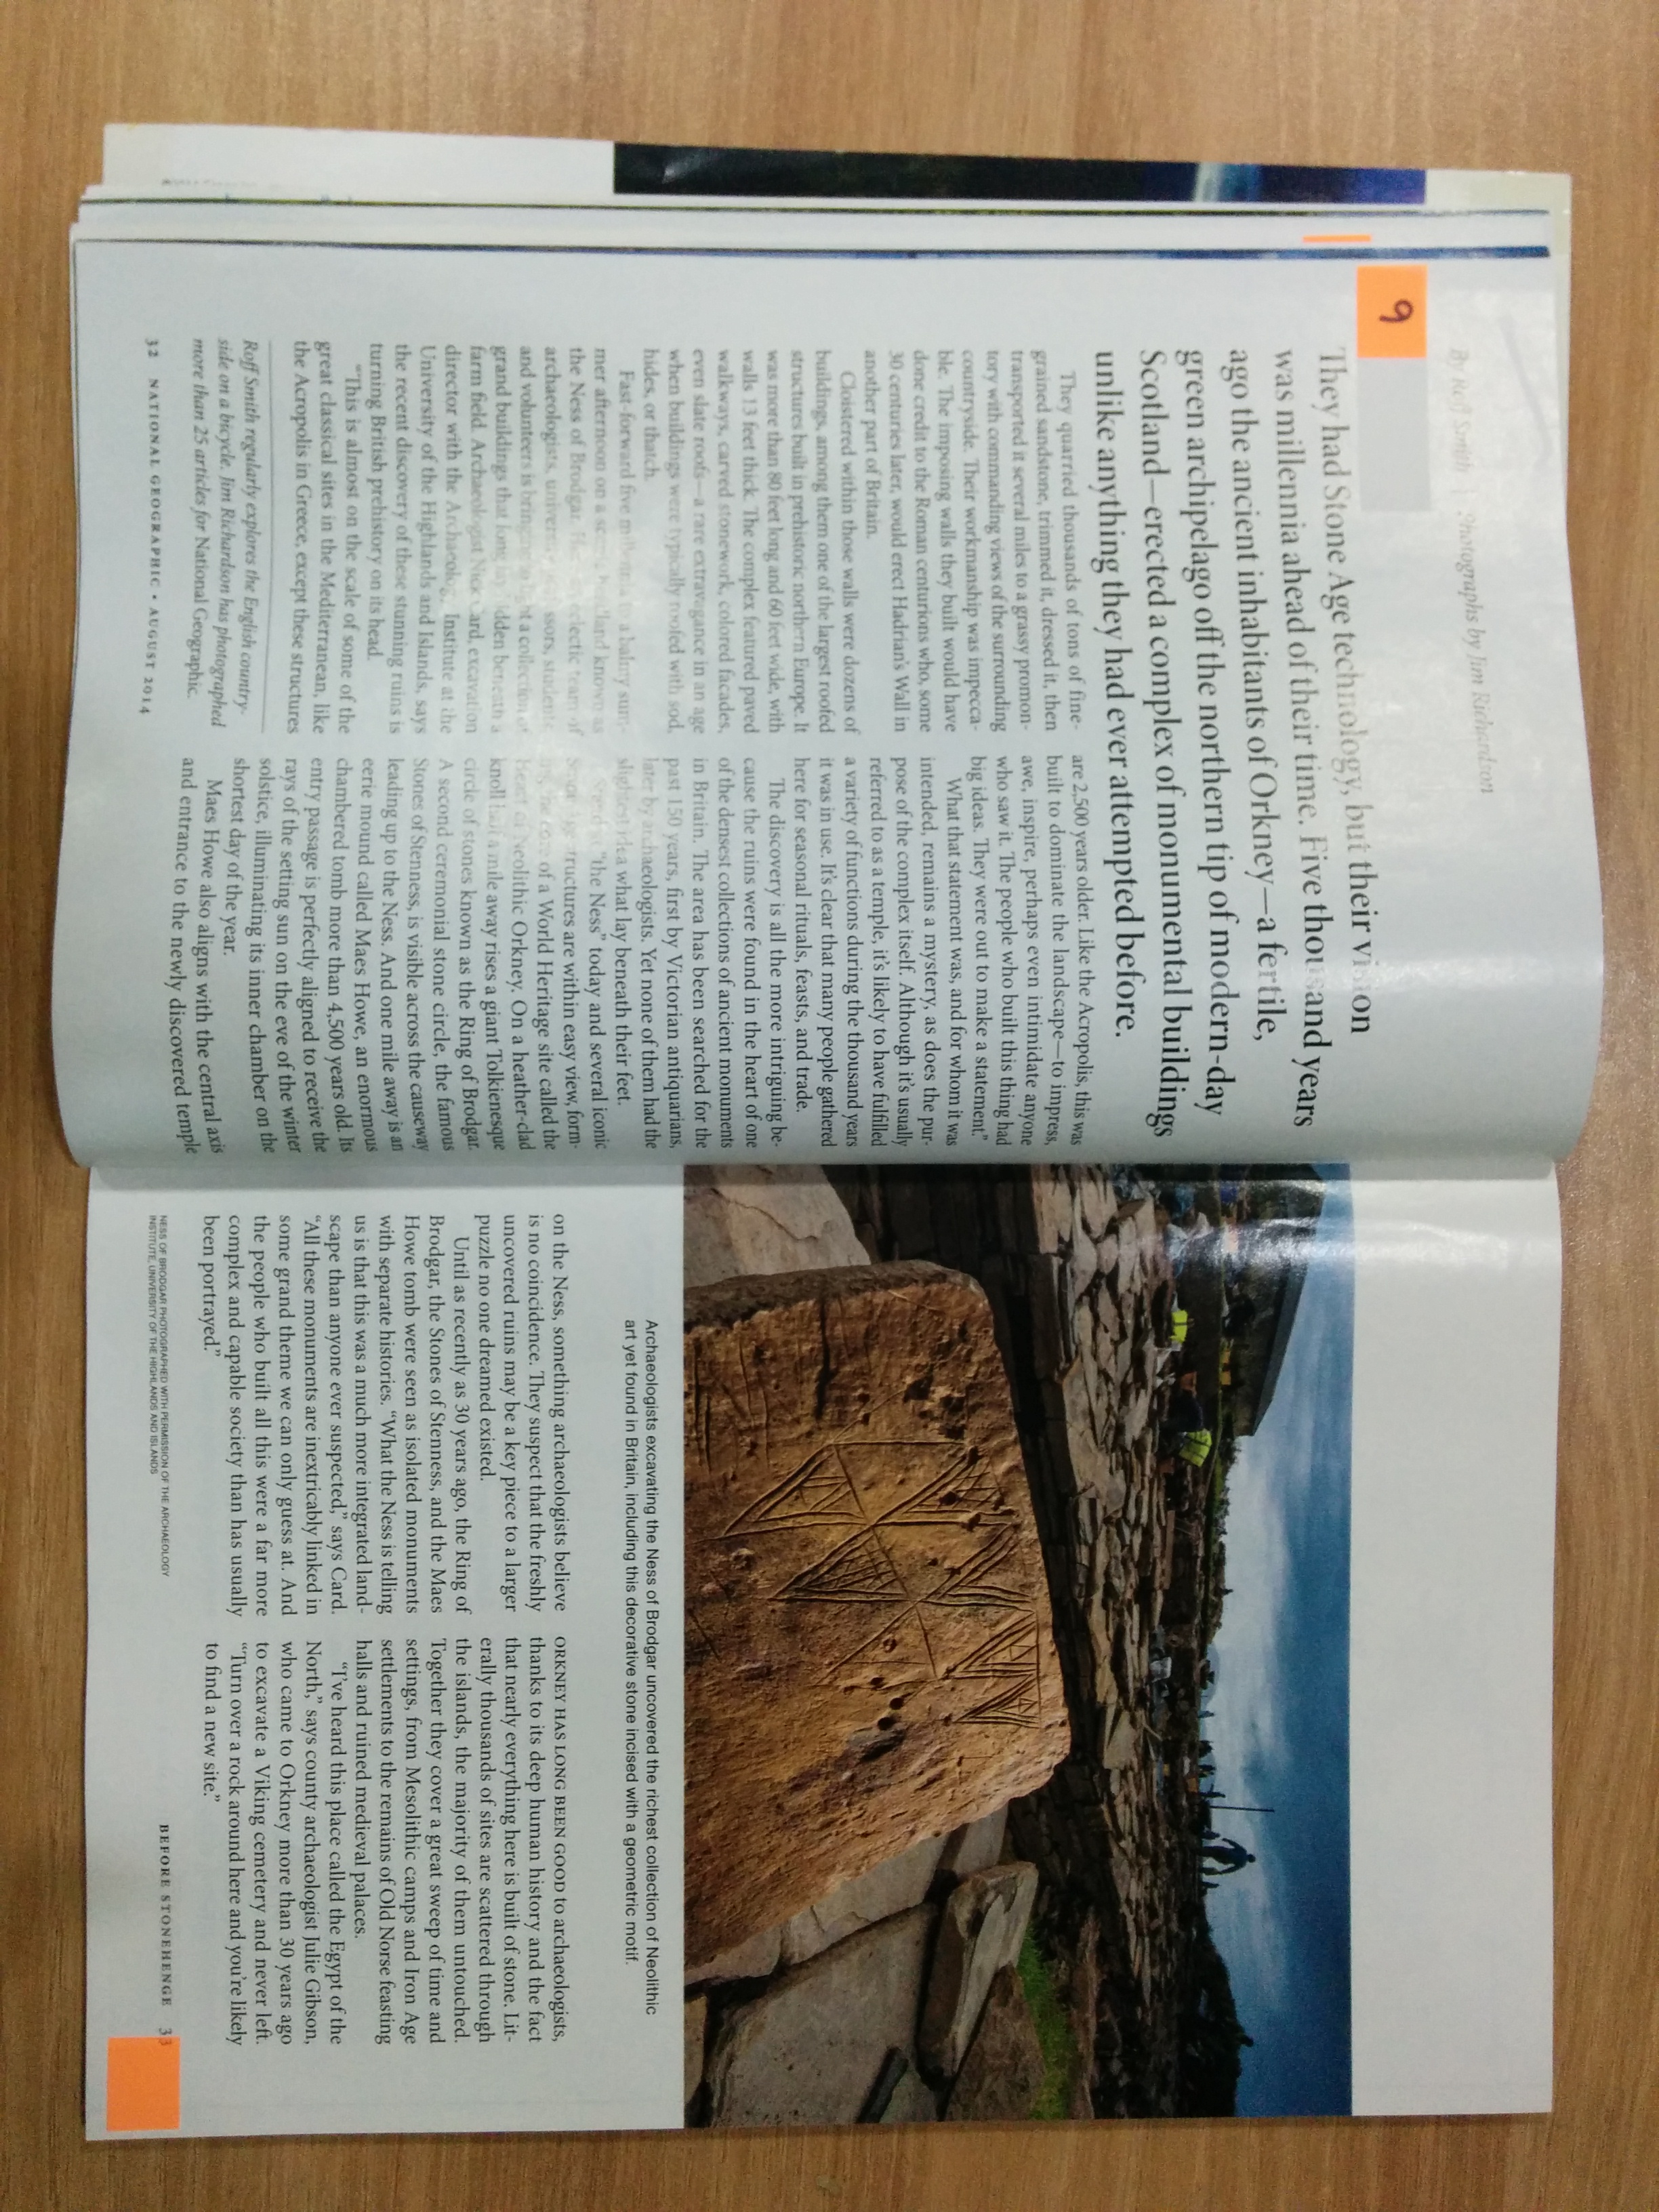 9
By Roff Smith | Photographs by Jim Richardson
They had Stone Age technology, but their vision
was millennia ahead of their time. Five thousand years
ago the ancient inhabitants of Orkney—a fertile,
green archipelago off the northern tip of modern-day
Scotland—erected a complex of monumental buildings
unlike anything they had ever attempted before.
They quarried thousands of tons of fine-
grained sandstone, trimmed it, dressed it, then
transported it several miles to a grassy promon-
tory with commanding views of the surrounding
countryside. Their workmanship was impecca-
ble. The imposing walls they built would have
done credit to the Roman centurions who, some
30 centuries later, would erect Hadrian's Wall in
another part of Britain.
Cloistered within those walls were dozens of
buildings, among them one of the largest roofed
structures built in prehistoric northern Europe. It
was more than 80 feet long and 60 feet wide, with
walls 13 feet thick. The complex featured paved
walkways, carved stonework, colored facades,
even slate roofs—a rare extravagance in an age
when buildings were typically roofed with sod,
hides, or thatch.
Fast-forward five millennia to a balmy sum-
mer afternoon on a scenic headland known as
the Ness of Brodgar. Here eclectic team of
archaeologists, university professors, students,
and volunteers is bringing to light a collection of
grand buildings that long lay hidden beneath a
farm field. Archaeologist Nick Card, excavation
director with the Archaeology Institute at the
University of the Highlands and Islands, says
the recent discovery of these stunning ruins is
turning British prehistory on its head.
"This is almost on the scale of some of the
great classical sites in the Mediterranean, like
the Acropolis in Greece, except these structures
Roff Smith regularly explores the English country-
side on a bicycle. Jim Richardson has photographed
more than 25 articles for National Geographic.
32 NATIONAL GEOGRAPHIC • AUGUST 2014
are 2,500 years older. Like the Acropolis, this was
built to dominate the landscape—to impress,
awe, inspire, perhaps even intimidate anyone
who saw it. The people who built this thing had
big ideas. They were out to make a statement."
What that statement was, and for whom it was
intended, remains a mystery, as does the pur-
pose of the complex itself. Although it's usually
referred to as a temple, it's likely to have fulfilled
a variety of functions during the thousand years
it was in use. It's clear that many people gathered
here for seasonal rituals, feasts, and trade.
The discovery is all the more intriguing be-
cause the ruins were found in the heart of one
of the densest collections of ancient monuments
in Britain. The area has been searched for the
past 150 years, first by Victorian antiquarians,
later by archaeologists. Yet none of them had the
slightest idea what lay beneath their feet.
"the Ness" today and several iconic
structures are within easy view, form-
ing the core of a World Heritage site called the
Heart of Neolithic Orkney. On a heather-clad
knoll half a mile away rises a giant Tolkienesque
circle of stones known as the Ring of Brodgar.
A second ceremonial stone circle, the famous
Stones of Stenness, is visible across the causeway
leading up to the Ness. And one mile away is an
eerie mound called Maes Howe, an enormous
chambered tomb more than 4,500 years old. Its
entry passage is perfectly aligned to receive the
rays of the setting sun on the eve of the winter
solstice, illuminating its inner chamber on the
shortest day of the year.
Maes Howe also aligns with the central axis
and entrance to the newly discovered temple
Archaeologists excavating the Ness of Brodgar uncovered the richest collection of Neolithic
art yet found in Britain, including this decorative stone incised with a geometric motif.
on the Ness, something archaeologists believe
is no coincidence. They suspect that the freshly
uncovered ruins may be a key piece to a larger
puzzle no one dreamed existed.
Until as recently as 30 years ago, the Ring of
Brodgar, the Stones of Stenness, and the Maes
Howe tomb were seen as isolated monuments
with separate histories. "What the Ness is telling
us is that this was a much more integrated land-
scape than anyone ever suspected," says Card.
"All these monuments are inextricably linked in
some grand theme we can only guess at. And
the people who built all this were a far more
complex and capable society than has usually
been portrayed."
NESS OF BRODGAR PHOTOGRAPHED WITH PERMISSION OF THE ARCHAEOLOGY
INSTITUTE, UNIVERSITY OF THE HIGHLANDS AND ISLANDS
ORKNEY HAS LONG BEEN GOOD to archaeologists,
thanks to its deep human history and the fact
that nearly everything here is built of stone. Lit-
erally thousands of sites are scattered through
the islands, the majority of them untouched.
Together they cover a great sweep of time and
settings, from Mesolithic camps and Iron Age
settlements to the remains of Old Norse feasting
halls and ruined medieval palaces.
"I've heard this place called the Egypt of the
North," says county archaeologist Julie Gibson,
who came to Orkney more than 30 years ago
to excavate a Viking cemetery and never left.
"Turn over a rock around here and you're likely
to find a new site."
BEFORE STONEHENGE 33